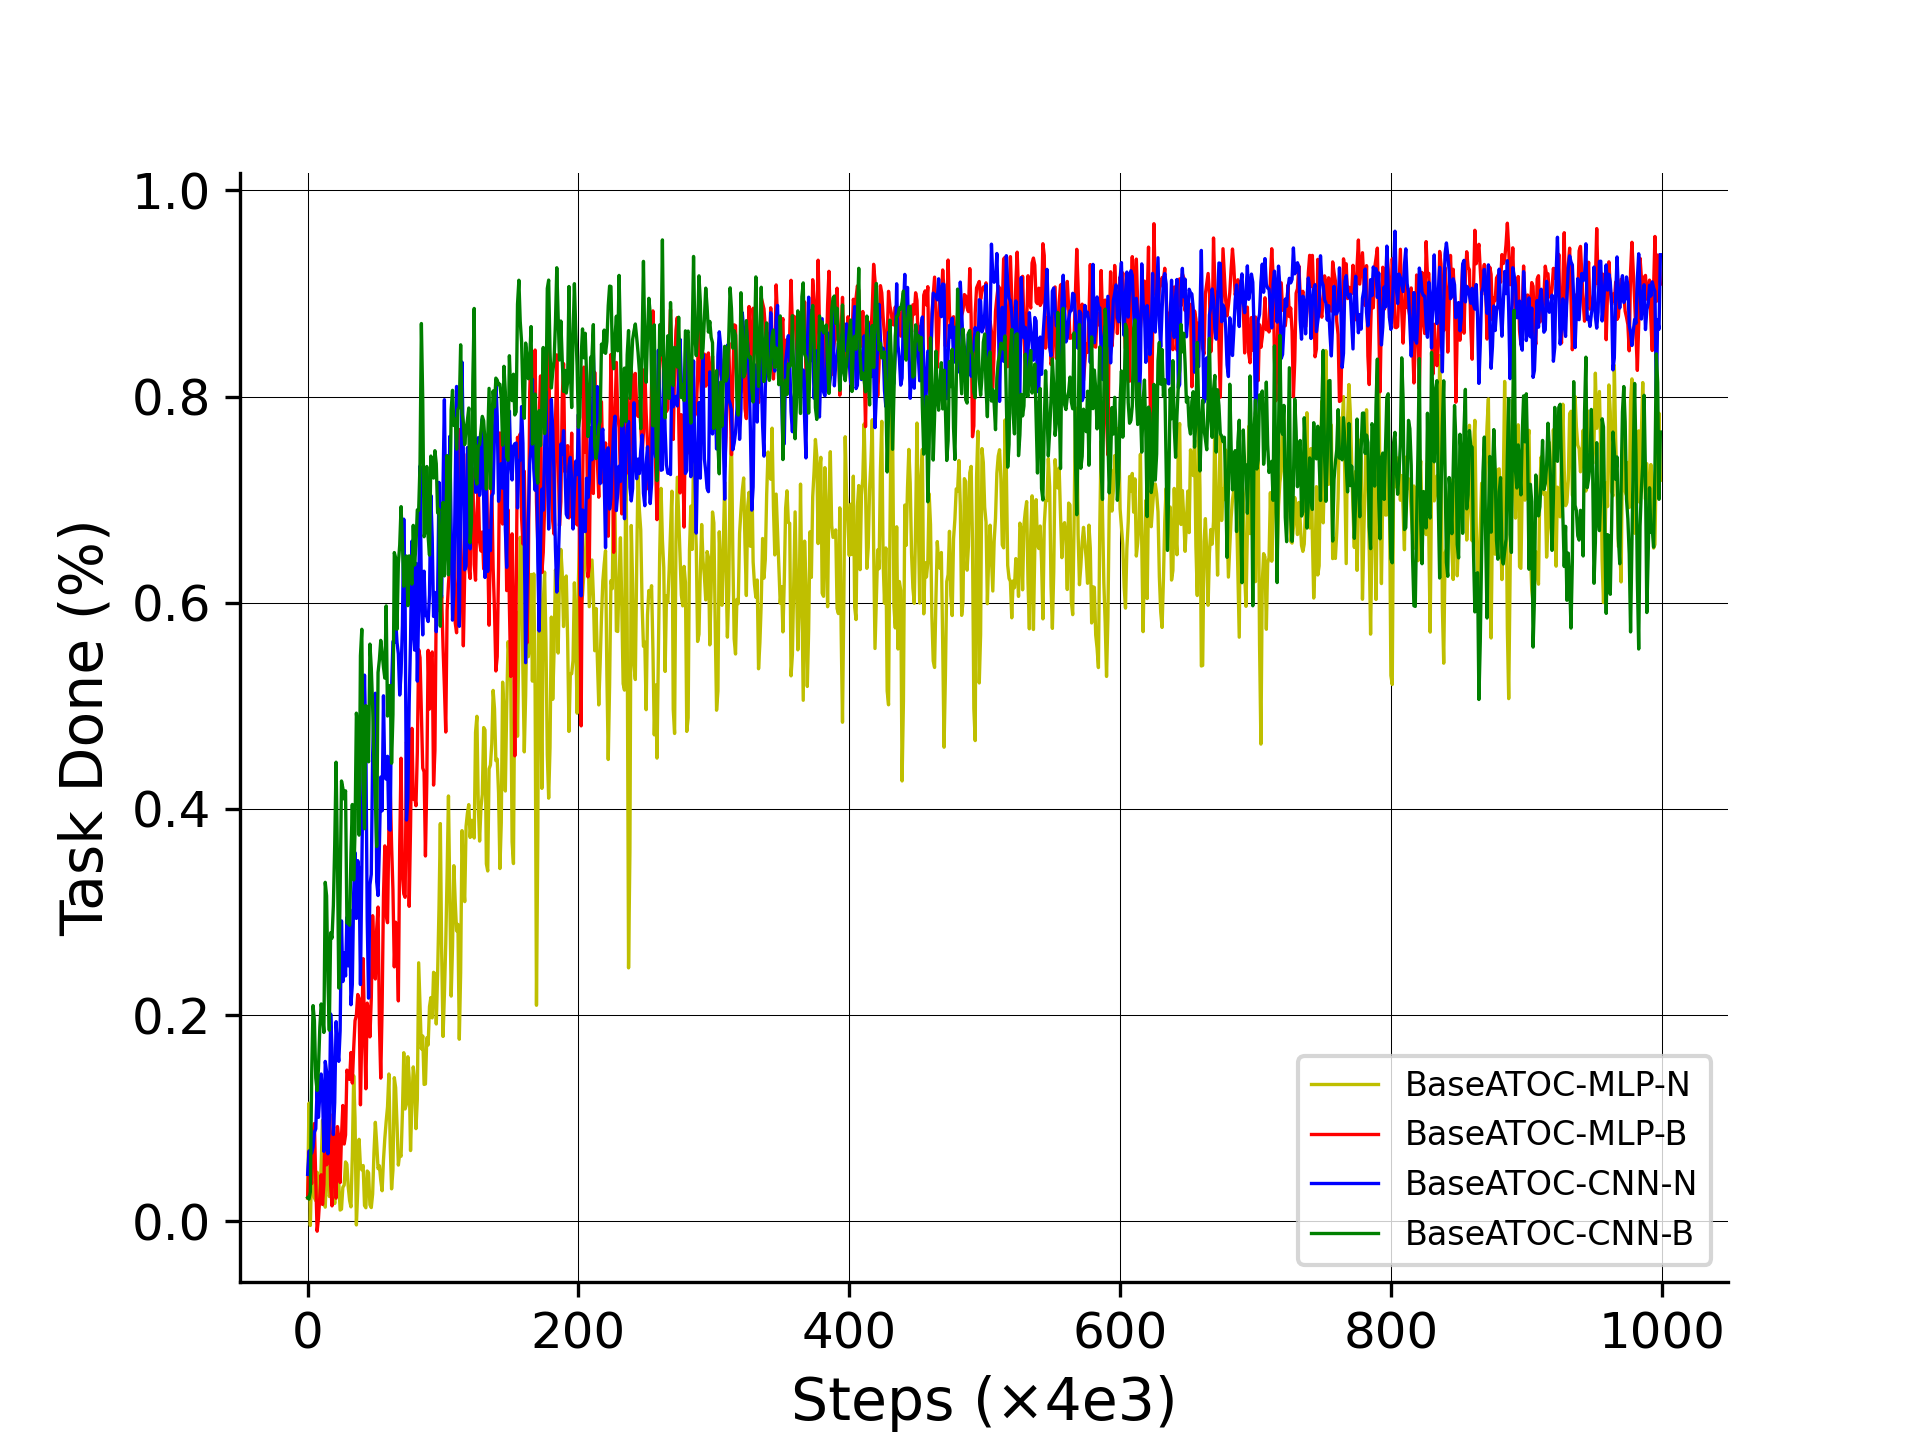 1.0
0.8
0.6
0.4
0.2
0.0
Task Done (%)
0 200 400 600 800 1000
Steps (×4e3)
BaseATOC-MLP-N
BaseATOC-MLP-B
BaseATOC-CNN-N
BaseATOC-CNN-B